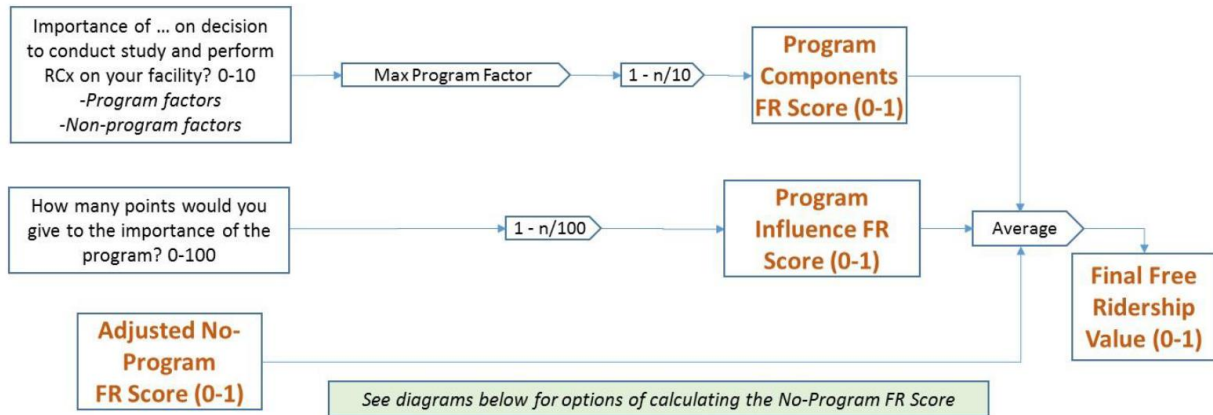 Importance of ... on decision
to conduct study and perform
RCx on your facility? 0-10
-Program factors
-Non-program factors
Max Program Factor
1 - n/10
Program
Components
FR Score (0-1)
How many points would you
give to the importance of the
program? 0-100
1 - n/100
Program
Influence FR
Score (0-1)
Average
Final Free
Ridership
Value (0-1)
Adjusted No-
Program
FR Score (0-1)
See diagrams below for options of calculating the No-Program FR Score